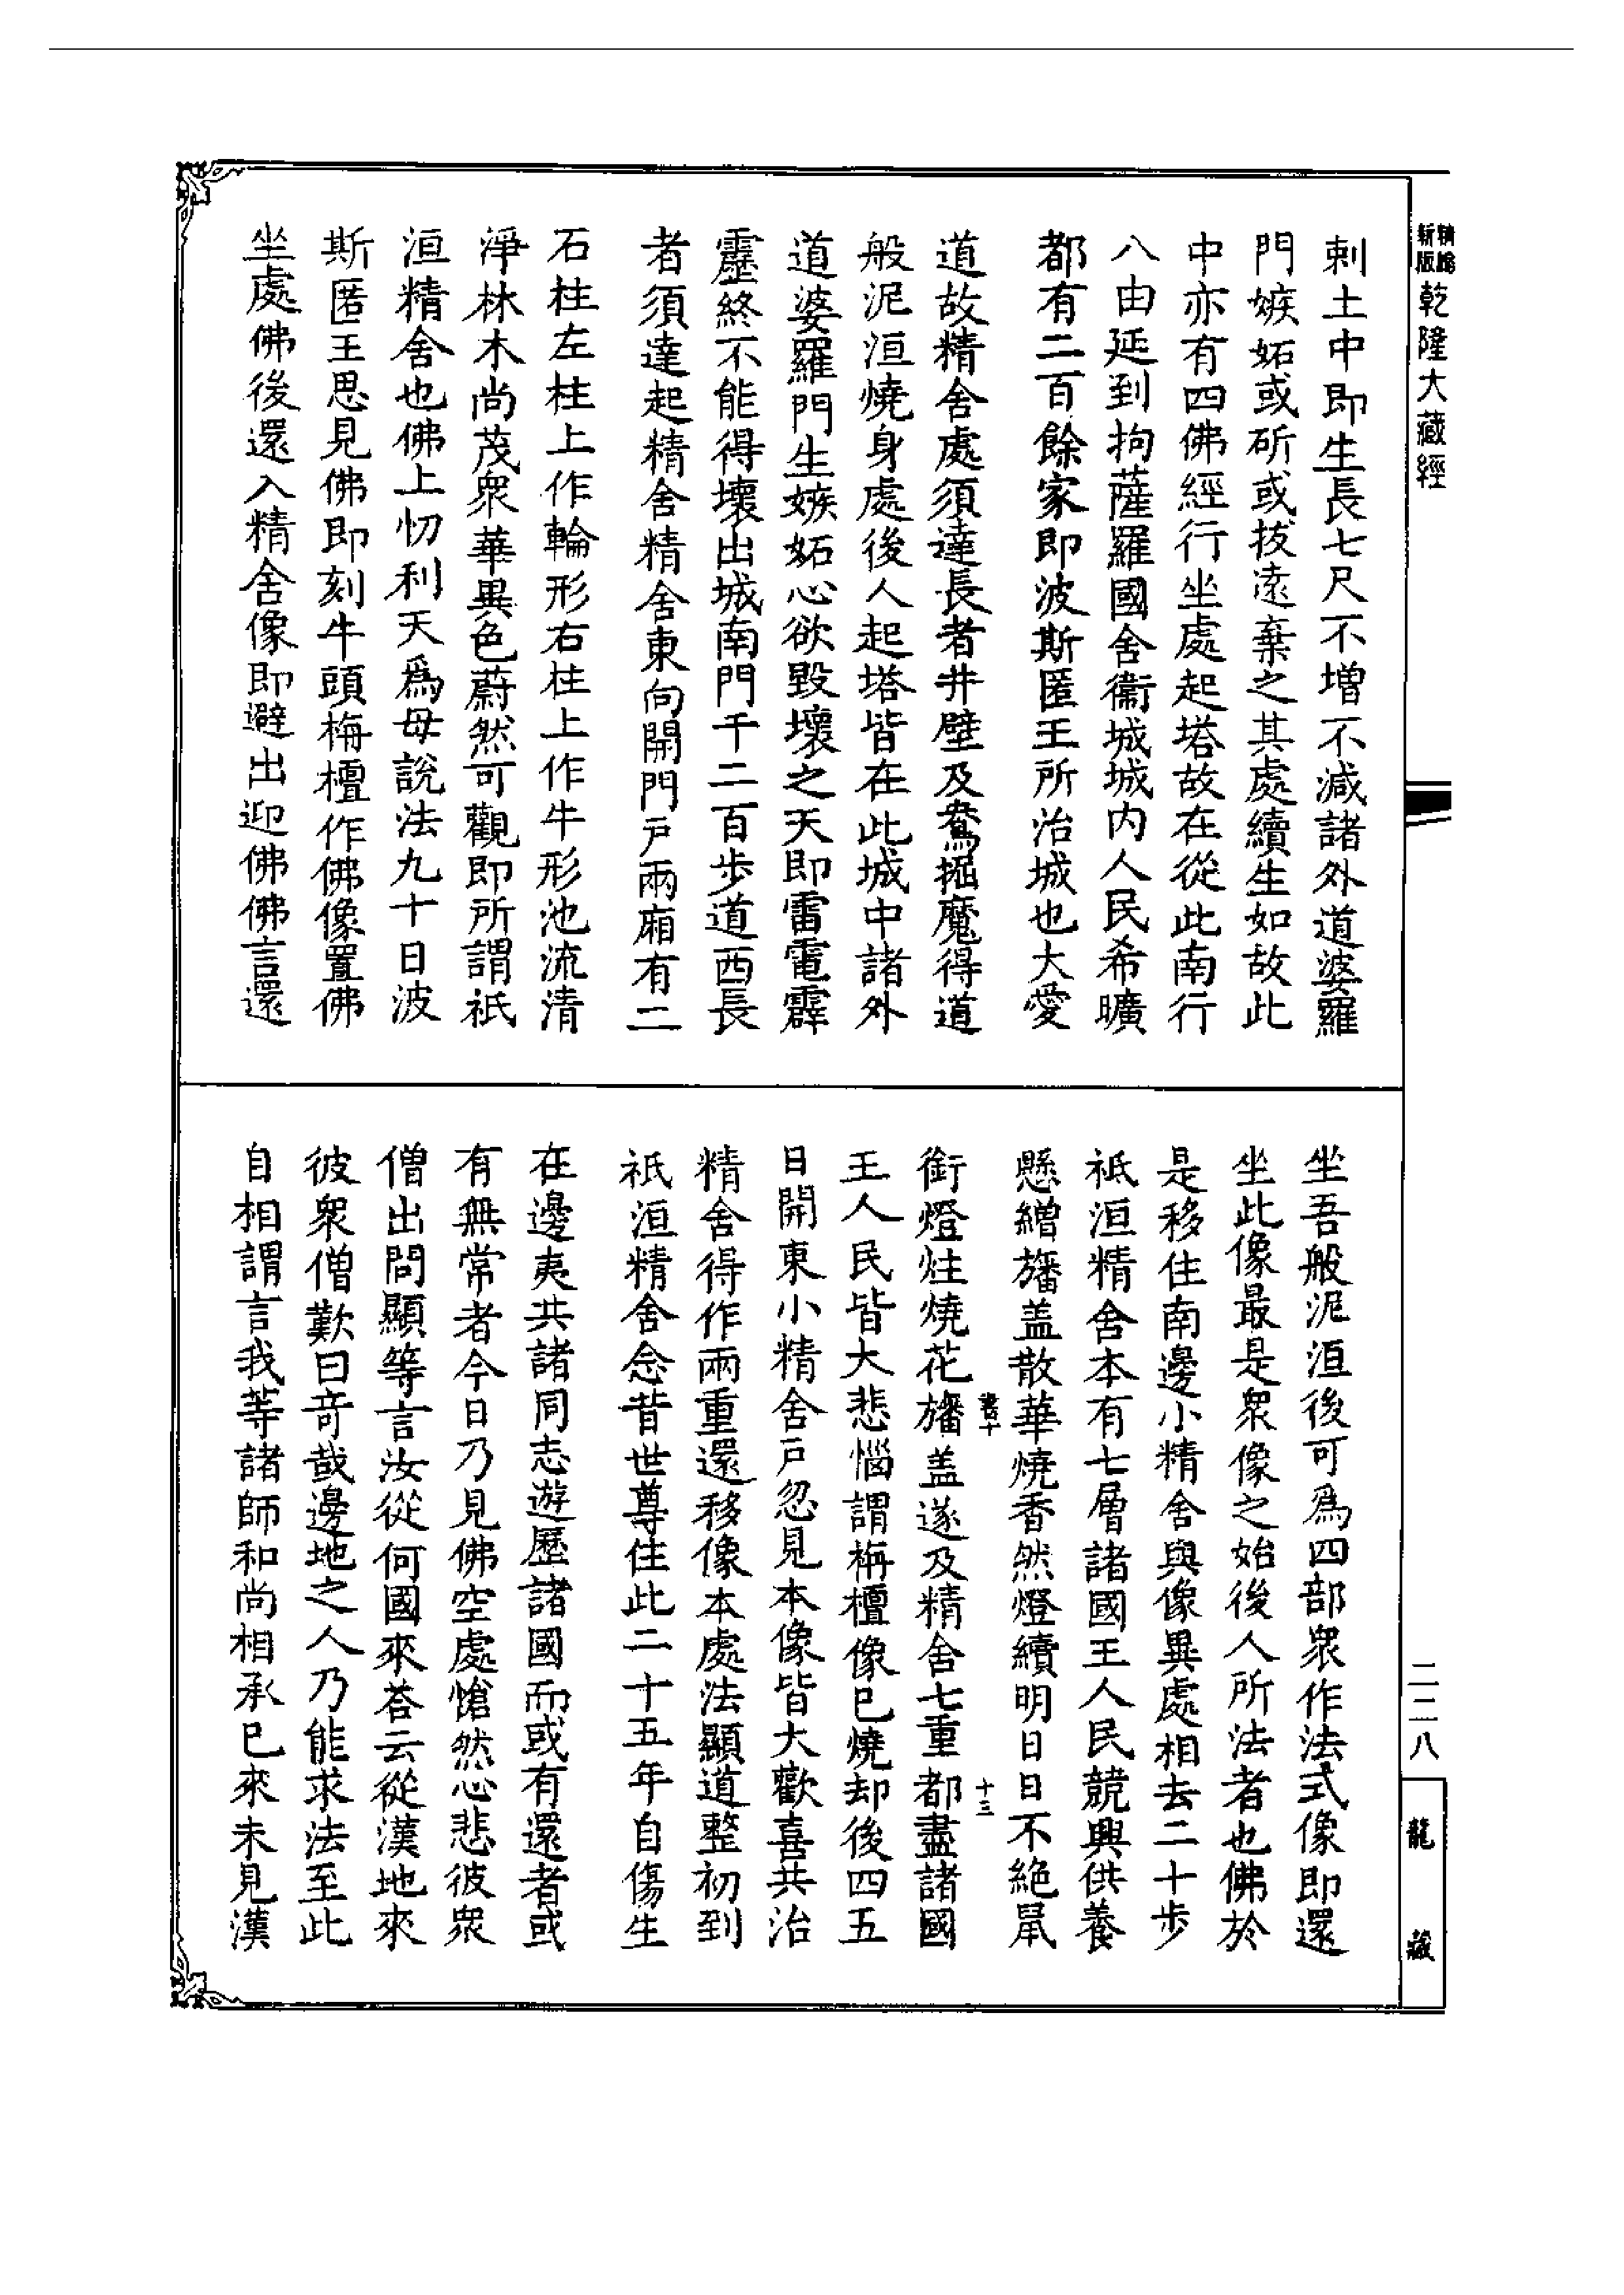 新版
精縮
乾隆大藏經
刺土中即生長七尺不增不減諸外道婆羅
門嫉妬或斫或拔遠棄之其處續生如故此
中亦有四佛經行坐處起塔故在從此南行
八由延到拘薩羅國舍衞城城内人民希曠
都有二百餘家即波斯匿王所治城也大愛
道故精舍處須達長者井壁及鴦掘魔得道
般泥洹燒身處後人起塔皆在此城中諸外
道婆羅門生嫉妬心欲毀壞之天即雷電霹
靂終不能得壞出城南門千二百步道西長
者須達起精舍精舍東向開門戶兩廂有二
石柱左柱上作輪形右柱上作牛形池流清
淨林木尚茂衆華異色蔚然可觀即所謂祇
洹精舍也佛上忉利天爲母說法九十日波
斯匿王思見佛即刻牛頭栴檀作佛像置佛
坐處佛後還入精舍像即避出迎佛佛言還
坐吾般泥洹後可爲四部衆作法式像即還
坐此像最是衆像之始後人所法者也佛於
是移住南邊小精舍與像異處相去二十步
祇洹精舍本有七層諸國王人民競興供養
懸繒旛盖散華燒香然燈續明日日不絶鼠
十三
銜燈炷燒花旛盖遂及精舍七重都盡諸國
王人民皆大悲惱謂栴檀像已燒却後四五
日開東小精舍戶忽見本像皆大歡喜共治
精舍得作兩重還移像本處法顯道整初到
祇洹精舍念昔世尊住此二十五年自傷生
在邊夷共諸同志遊歷諸國而或有還者或
有無常者今日乃見佛空處愴然心悲彼衆
僧出問顯等言汝從何國來荅云從漢地來
彼衆僧歎曰竒哉邊地之人乃能求法至此
自相謂言我等諸師和尚相承已來未見漢
二二八
龍藏